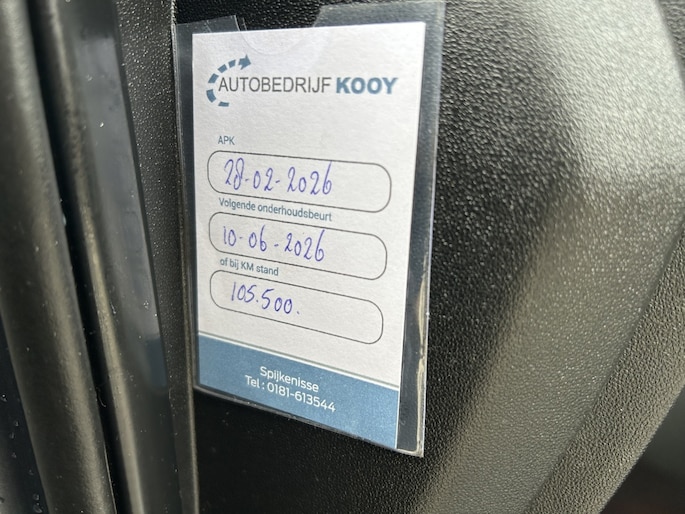 AUTOBEDRIJF KOOY
APK
28-02-2026
Volgende onderhoudsbeurt
10-06-2026
of bij KM stand
105.500.
Spijkenisse
Tel : 0181-613544